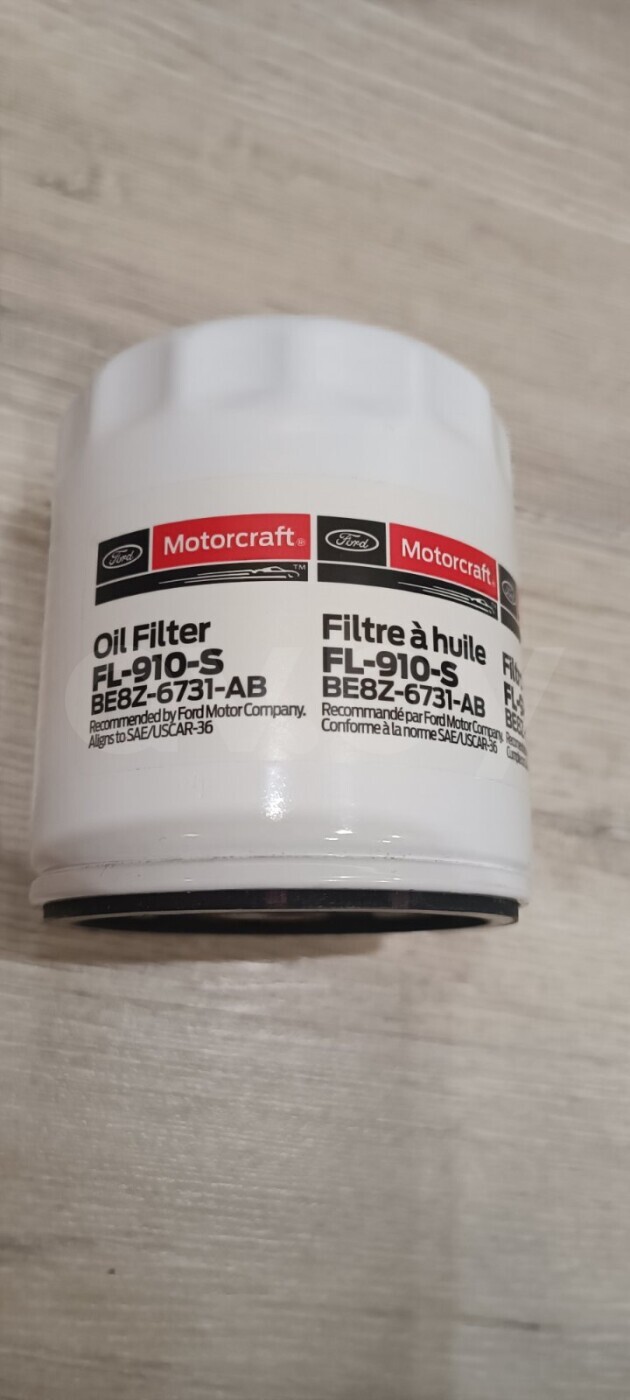 Ford Motorcraft®
TM
Oil Filter
FL-910-S
BE8Z-6731-AB
Recommended by Ford Motor Company.
Aligns to SAE/USCAR-36
Ford Motorcraft
Filtre à huile
FL-910-S
BE8Z-6731-AB
Recommandé par Ford Motor Company
Conforme à la norme SAE/USCAR-36